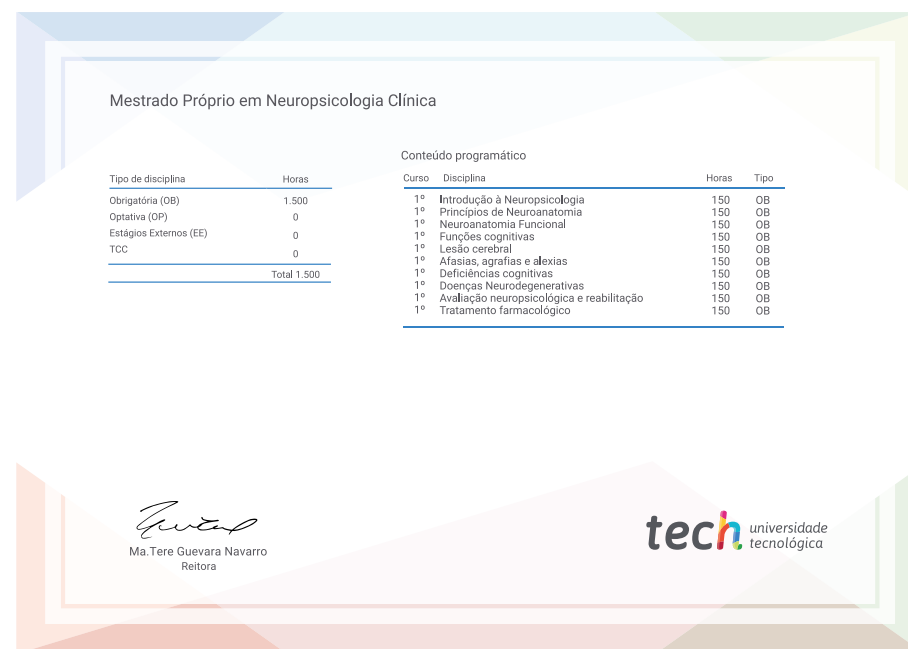 Mestrado Próprio em Neuropsicologia Clínica
Tipo de disciplina Horas
Obrigatória (OB) 1.500
Optativa (OP) 0
Estágios Externos (EE) 0
TCC 0
Total 1.500
Conteúdo programático
Curso Disciplina Horas Tipo
1º Introdução à Neuropsicologia 150 OB
1º Princípios de Neuroanatomia 150 OB
1º Neuroanatomia Funcional 150 OB
1º Funções cognitivas 150 OB
1º Lesão cerebral 150 OB
1º Afasias, agrafias e alexias 150 OB
1º Deficiências cognitivas 150 OB
1º Doenças Neurodegenerativas 150 OB
1º Avaliação neuropsicológica e reabilitação 150 OB
1º Tratamento farmacológico 150 OB
Ma.Tere Guevara Navarro
Reitora
tech universidade
tecnológica